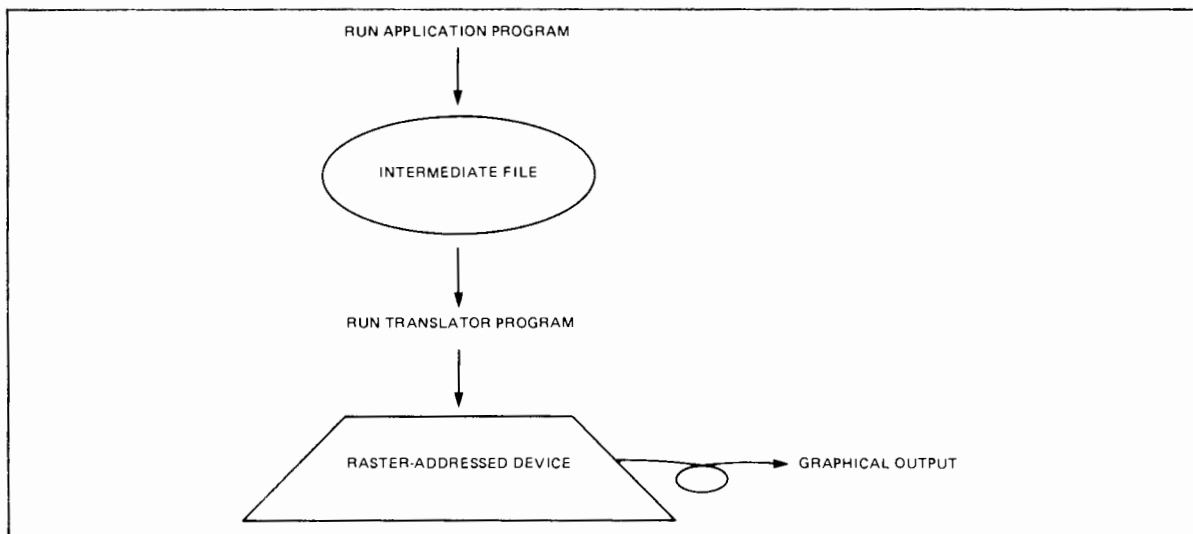 RUN APPLICATION PROGRAM
INTERMEDIATE FILE
RUN TRANSLATOR PROGRAM
RASTER-ADDRESSED DEVICE
GRAPHICAL OUTPUT